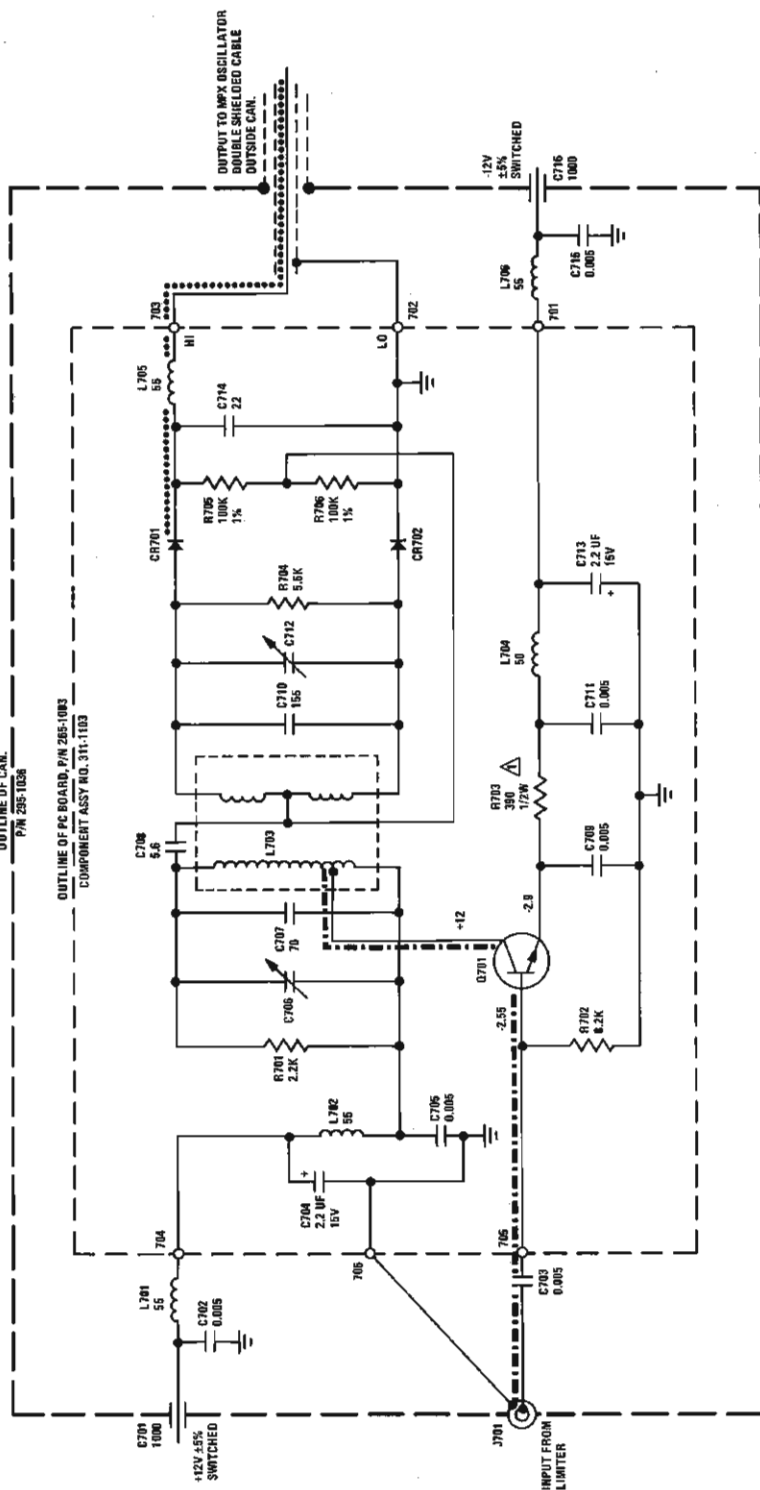 OUTLINE OF CAN.
P/N 295-1036
OUTLINE OF PC BOARD, P/N 265-1083
COMPONENT ASSY NO. 311-1103
OUTPUT TO MPX OSCILLATOR
DOUBLE SHIELDED CABLE
OUTSIDE CAN.
C701
1000
+12V ±5%
SWITCHED
L701
55
C702
0.005
704
C704
2.2 UF
15V
+
L702
55
C705
0.005
R701
2.2K
C706
C707
70
C708
5.6
L703
C710
155
C712
R704
5.5K
CR701
CR702
R705
100K
1%
R706
100K
1%
C714
22
L705
55
703
HI
LO
702
705
J701
INPUT FROM
LIMITER
C703
0.005
-2.55
R702
8.2K
Q701
+12
-2.9
C709
0.005
R703
390
1/2W
C711
0.005
L704
50
C713
2.2 UF
15V
+
701
L706
55
C715
0.005
-12V
±5%
SWITCHED
C716
1000